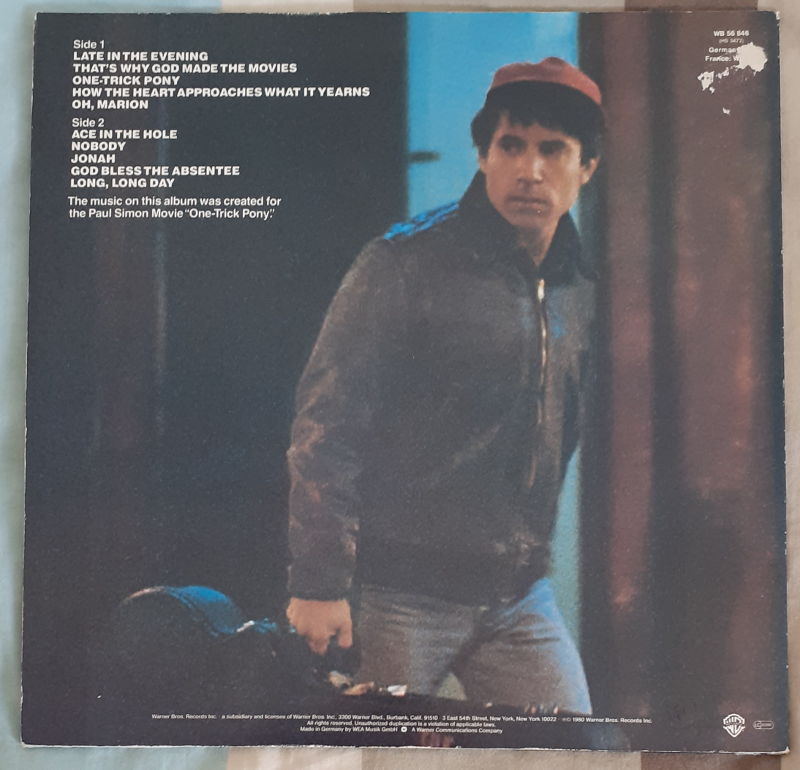 Side 1
LATE IN THE EVENING
THAT'S WHY GOD MADE THE MOVIES
ONE-TRICK PONY
HOW THE HEART APPROACHES WHAT IT YEARNS
OH, MARION
Side 2
ACE IN THE HOLE
NOBODY
JONAH
GOD BLESS THE ABSENTEE
LONG, LONG DAY
The music on this album was created for
the Paul Simon Movie “One-Trick Pony.”
WB 56 846
(HS 3472)
France:
Warner Bros. Records Inc. a subsidiary and licensee of Warner Bros. Inc., 3300 Warner Blvd., Burbank, Calif. 91510 · 3 East 54th Street, New York, New York 10022 · ℗© 1980 Warner Bros. Records Inc.
All rights reserved. Unauthorized duplication is a violation of applicable laws.
Made in Germany by WEA Musik GmbH A Warner Communications Company